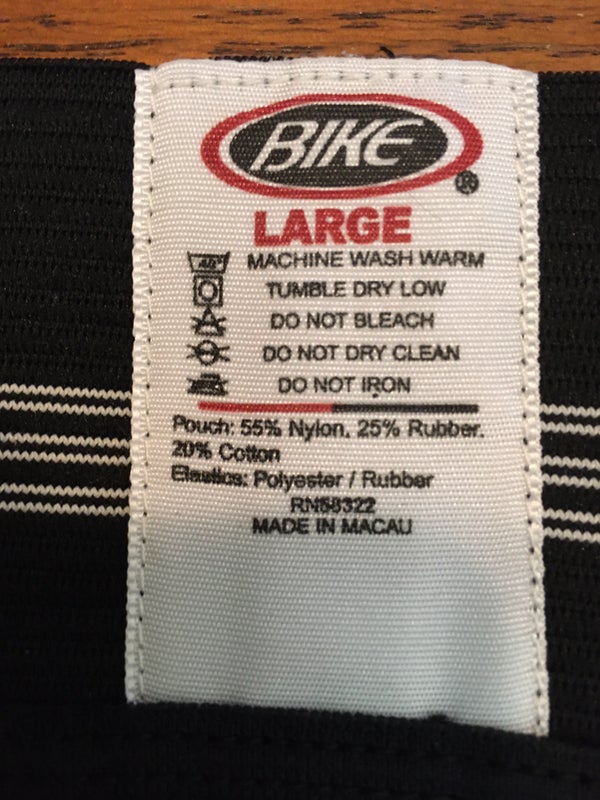 BIKE
®
LARGE
MACHINE WASH WARM
TUMBLE DRY LOW
DO NOT BLEACH
DO NOT DRY CLEAN
DO NOT IRON
Pouch: 55% Nylon, 25% Rubber,
20% Cotton
Elastics: Polyester / Rubber
RN58322
MADE IN MACAU